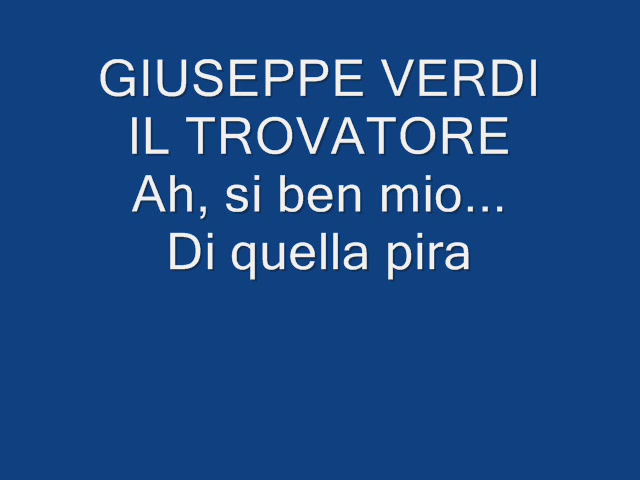 GIUSEPPE VERDI
IL TROVATORE
Ah, si ben mio...
Di quella pira